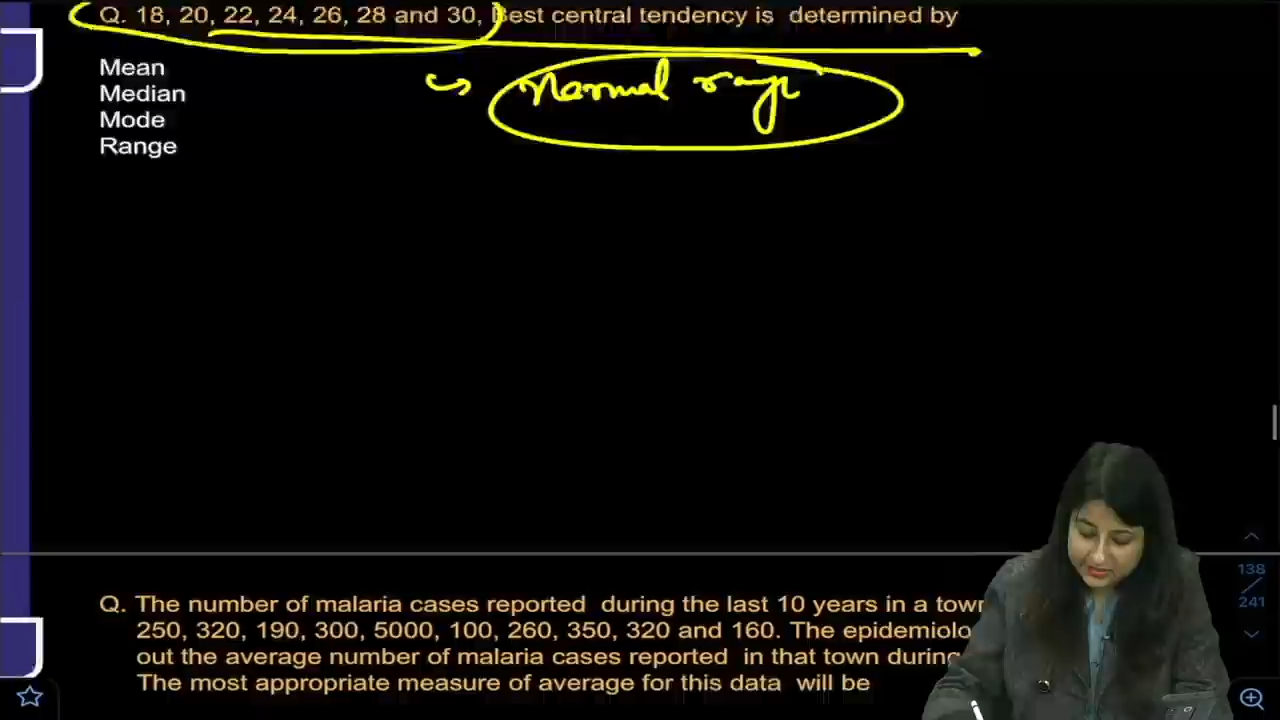 Q. 18, 20, 22, 24, 26, 28 and 30, Best central tendency is determined by
Mean
Median
Mode
Range
Normal range
Q. The number of malaria cases reported during the last 10 years in a town
250, 320, 190, 300, 5000, 100, 260, 350, 320 and 160. The epidemiolo
out the average number of malaria cases reported in that town during
The most appropriate measure of average for this data will be
138
241